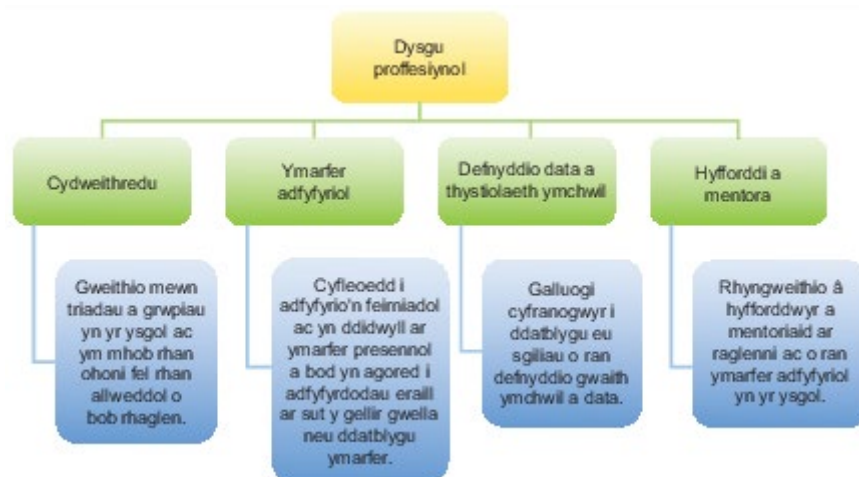 Dysgu
proffesiynol
Cydweithredu
Ymarfer
adfyfyriol
Defnyddio data a
thystiolaeth ymchwil
Hyfforddi a
mentora
Gweithio mewn
triadau a grwpiau
yn yr ysgol ac
ym mhob rhan
ohoni fel rhan
allweddol o
bob rhaglen.
Cyfleoedd i
adfyfyrio'n feirniadol
ac yn ddidwyll ar
ymarfer presennol
a bod yn agored i
adfyfyrdodau eraill
ar sut y gellir gwella
neu ddatblygu
ymarfer.
Galluogi
cyfranogwyr i
ddatblygu eu
sgiliau o ran
defnyddio gwaith
ymchwil a data.
Rhyngweithio â
hyfforddwyr a
mentoriaid ar
raglenni ac o ran
ymarfer adfyfyriol
yn yr ysgol.